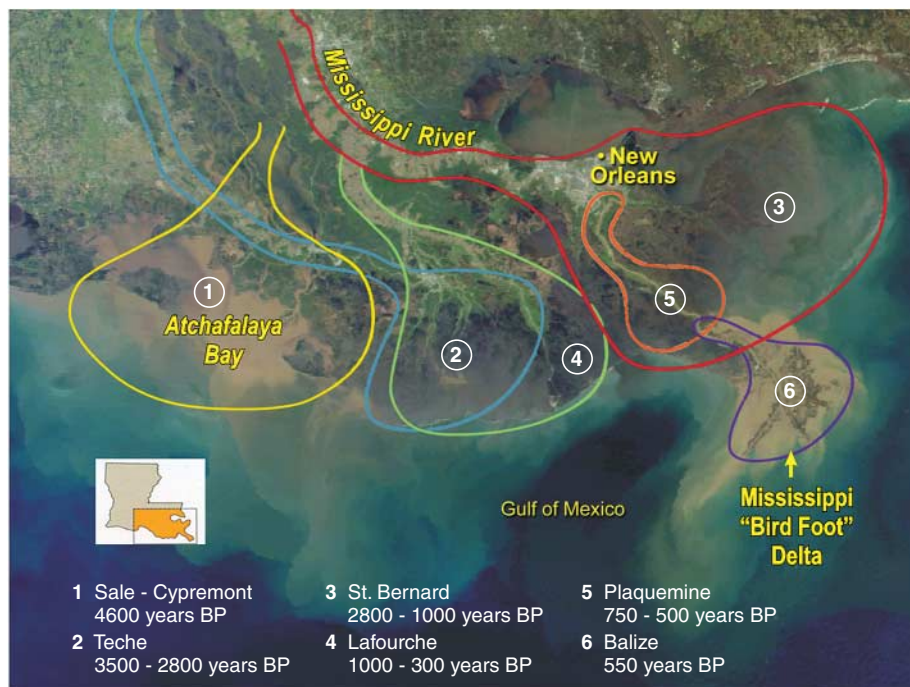 Mississippi River
New
Orleans
3
1
Atchafalaya
Bay
5
2
4
6
Mississippi
"Bird Foot"
Delta
Gulf of Mexico
1 Sale - Cypremont
4600 years BP
2 Teche
3500 - 2800 years BP
3 St. Bernard
2800 - 1000 years BP
4 Lafourche
1000 - 300 years BP
5 Plaquemine
750 - 500 years BP
6 Balize
550 years BP